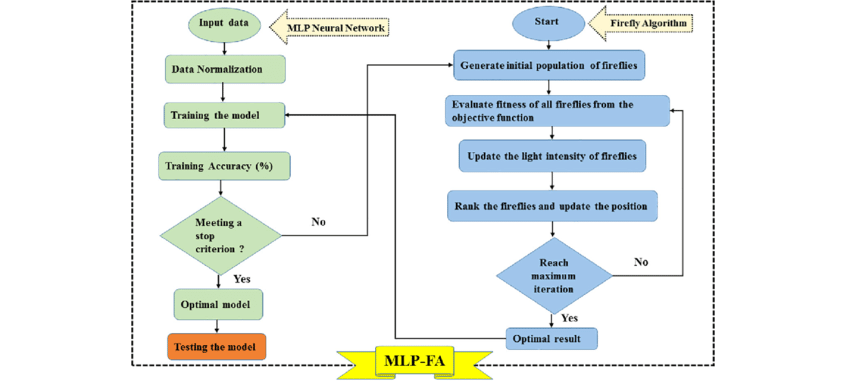 Input data
MLP Neural Network
Data Normalization
Training the model
Training Accuracy (%)
Meeting a
stop
criterion ?
No
Yes
Optimal model
Testing the model
Start
Firefly Algorithm
Generate initial population of fireflies
Evaluate fitness of all fireflies from the
objective function
Update the light intensity of fireflies
Rank the fireflies and update the position
Reach
maximum
iteration
No
Yes
Optimal result
MLP-FA